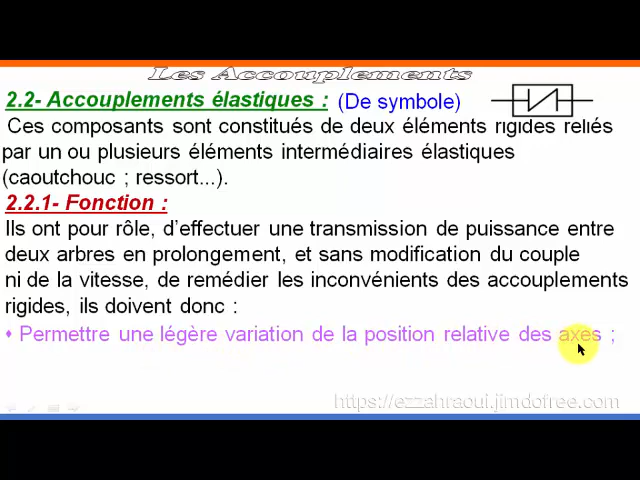 Les Accouplements
2.2- Accouplements élastiques : (De symbole)
Ces composants sont constitués de deux éléments rigides reliés
par un ou plusieurs éléments intermédiaires élastiques
(caoutchouc ; ressort...).
2.2.1- Fonction :
Ils ont pour rôle, d’effectuer une transmission de puissance entre
deux arbres en prolongement, et sans modification du couple
ni de la vitesse, de remédier les inconvénients des accouplements
rigides, ils doivent donc :
• Permettre une légère variation de la position relative des axes ;
https://ezzahraoui.jimdofree.com